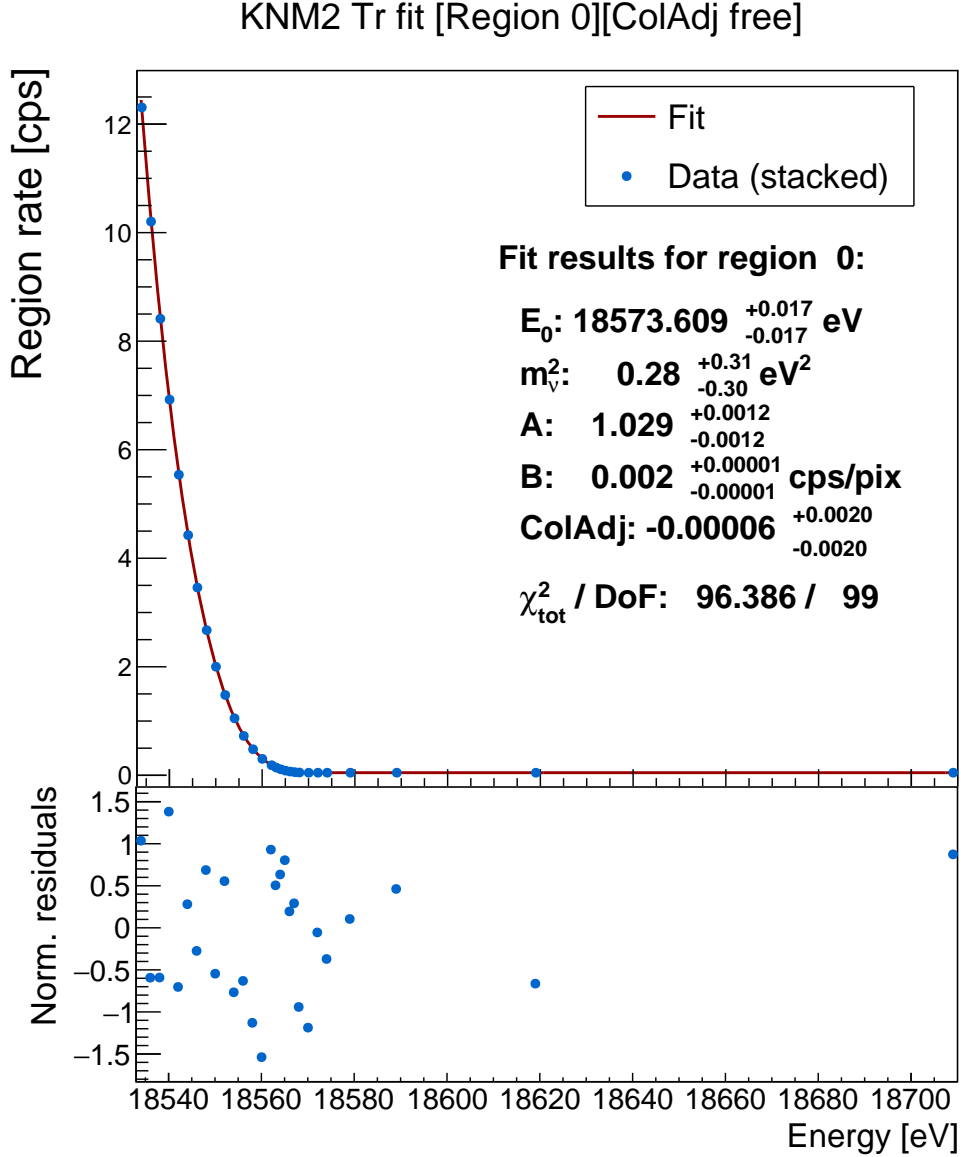 KNM2 Tr fit [Region 0][ColAdj free]
Region rate [cps]
12
10
8
6
4
2
0
Fit
Data (stacked)
Fit results for region 0:
E₀: 18573.609 +0.017 -0.017 eV
m²ᵥ: 0.28 +0.31 -0.30 eV²
A: 1.029 +0.0012 -0.0012
B: 0.002 +0.00001 -0.00001 cps/pix
ColAdj: -0.00006 +0.0020 -0.0020
χ²tot / DoF: 96.386 / 99
Norm. residuals
1.5
1
0.5
0
−0.5
−1
−1.5
18540 18560 18580 18600 18620 18640 18660 18680 18700
Energy [eV]